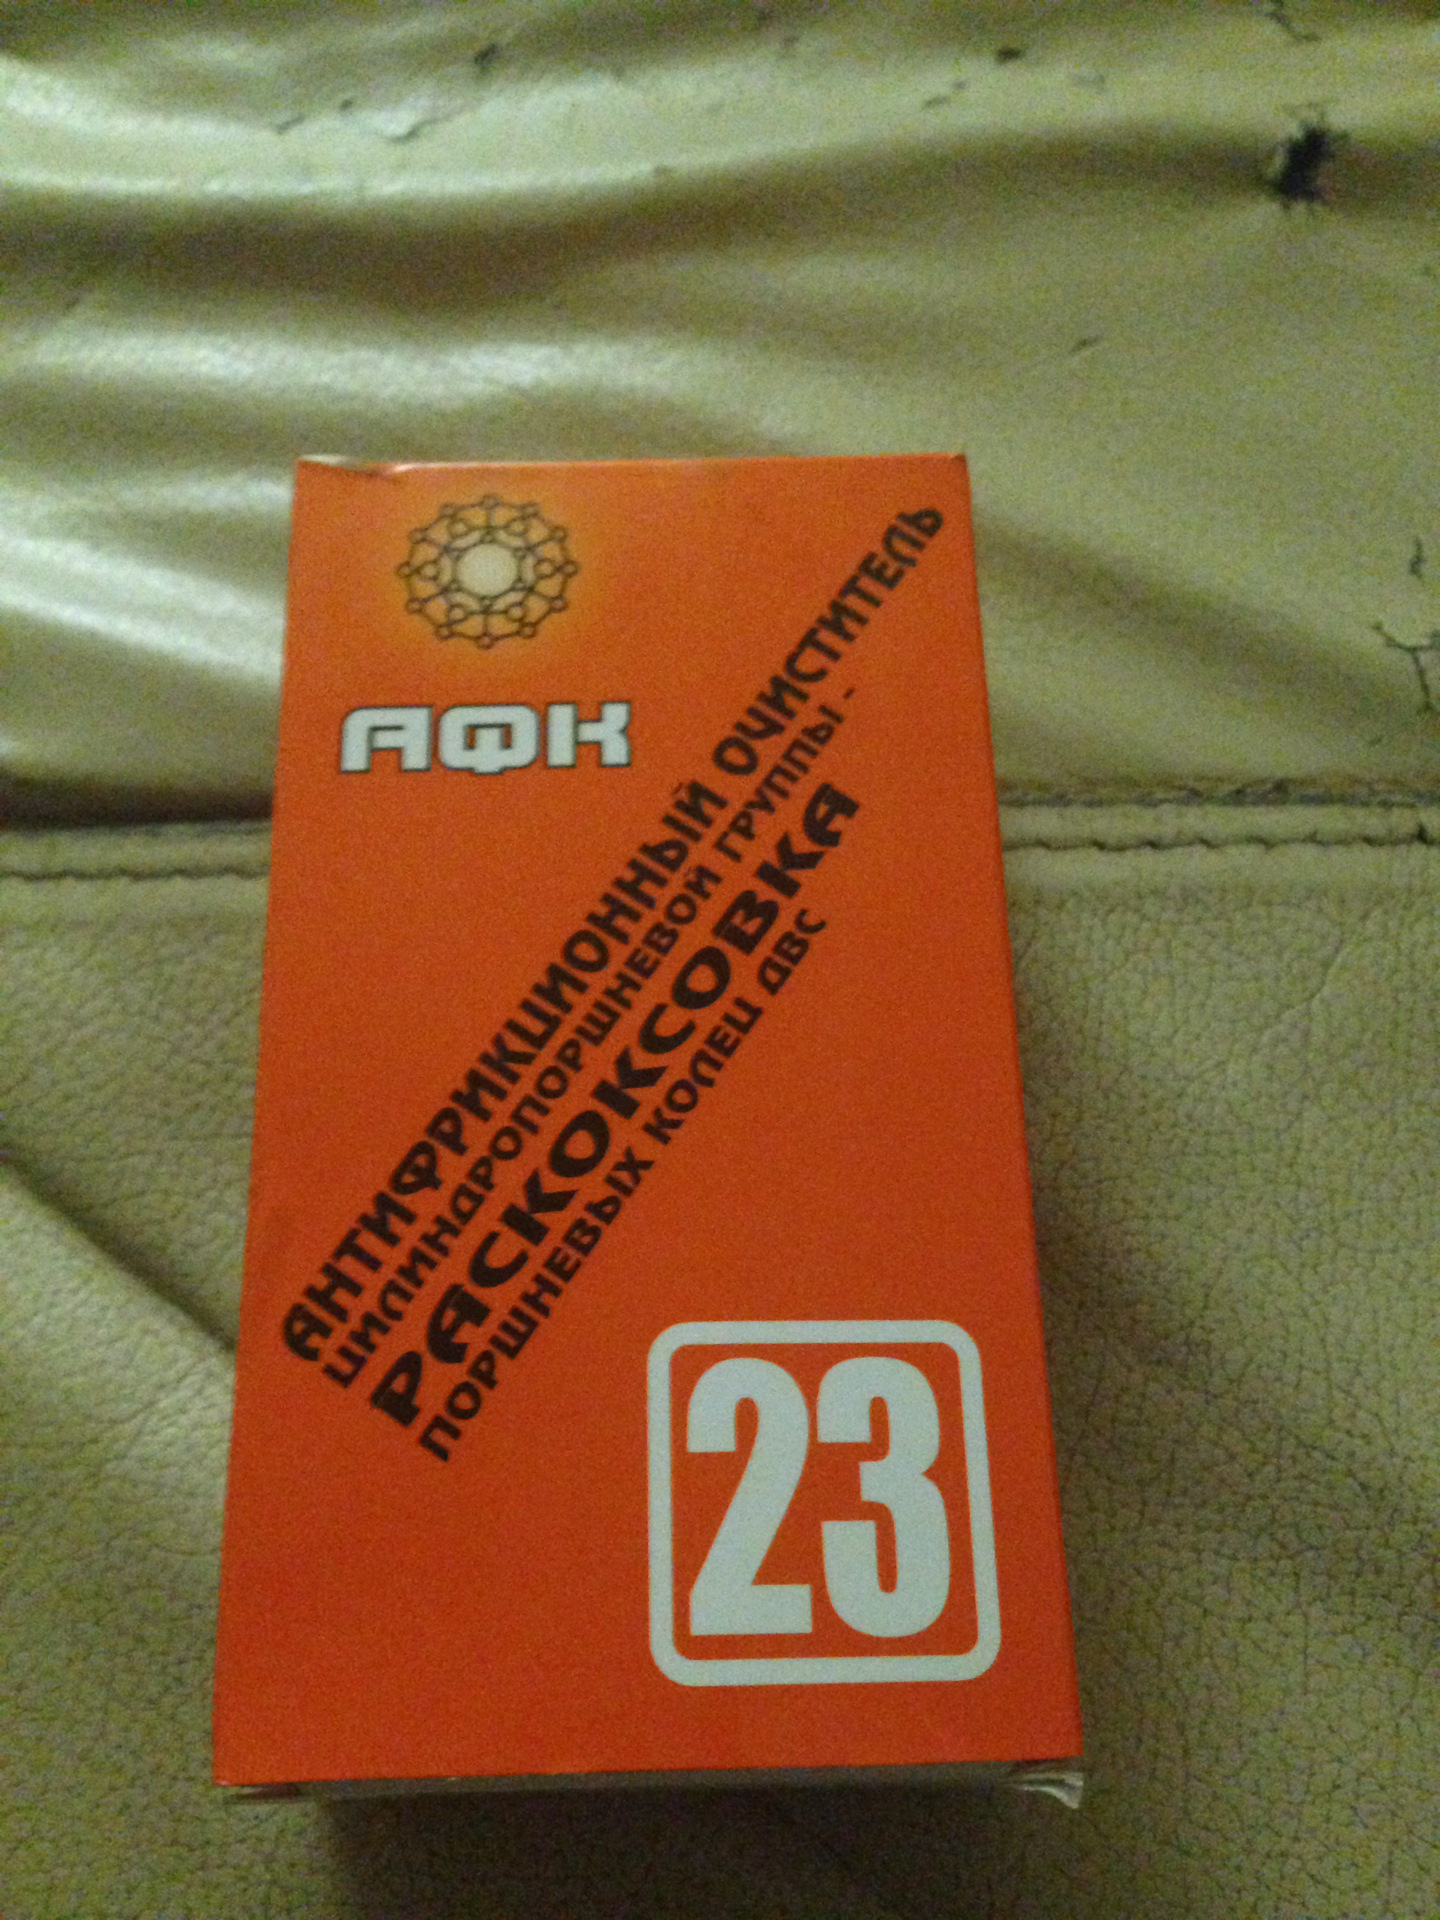 АФК
АНТИФРИКЦИОННЫЙ ОЧИСТИТЕЛЬ
ЦИЛИНДРОПОРШНЕВОЙ ГРУППЫ -
РАСКОКСОВКА
ПОРШНЕВЫХ КОЛЕЦ ДВС
23